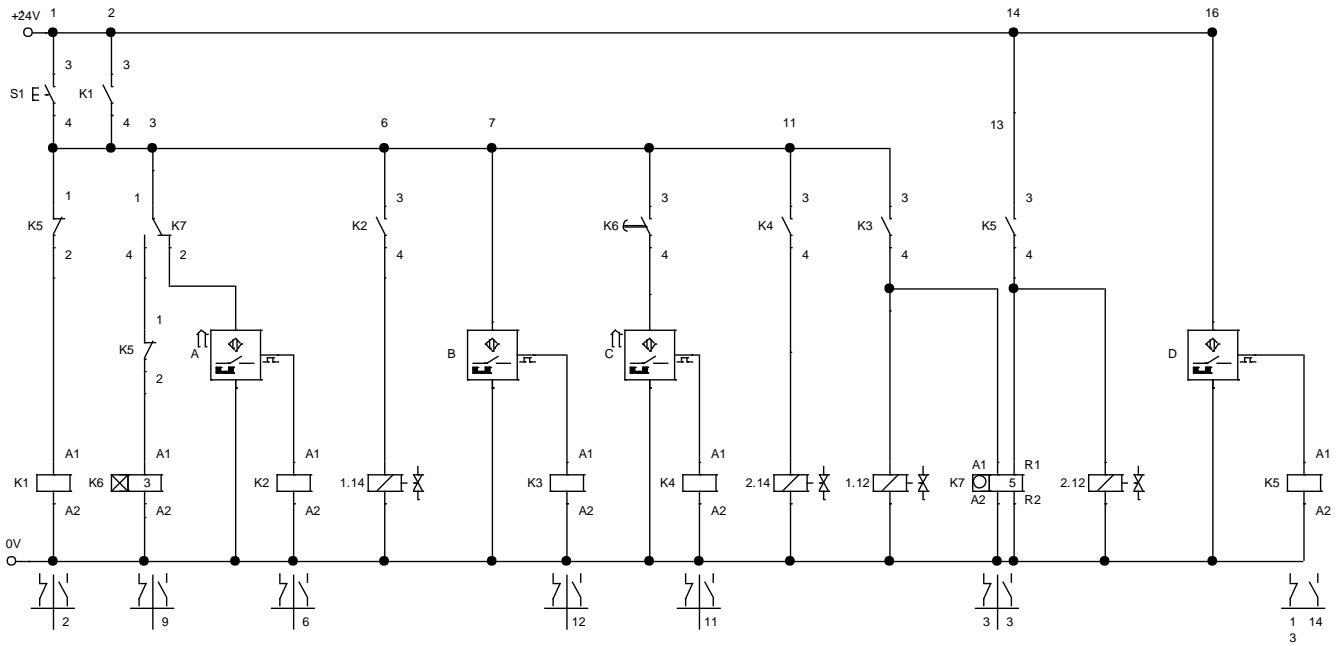 1 2 14 16
+24V
3 3
S1 K1
4 4 3 6 7 11 13
1 1 3 3 3 3 3
K5 K7 K2 K6 K4 K3 K5
2 4 2 4 4 4 4 4
1
K5 A B C D
2
A1 A1 A1 A1 A1 A1 A1 R1 A1
K1 K6 3 K2 1.14 K3 K4 2.14 1.12 K7 5 2.12 K5
A2 A2 A2 A2 A2 A2 R2 A2
0V
2 9 6 12 11 3 3 1 14
3